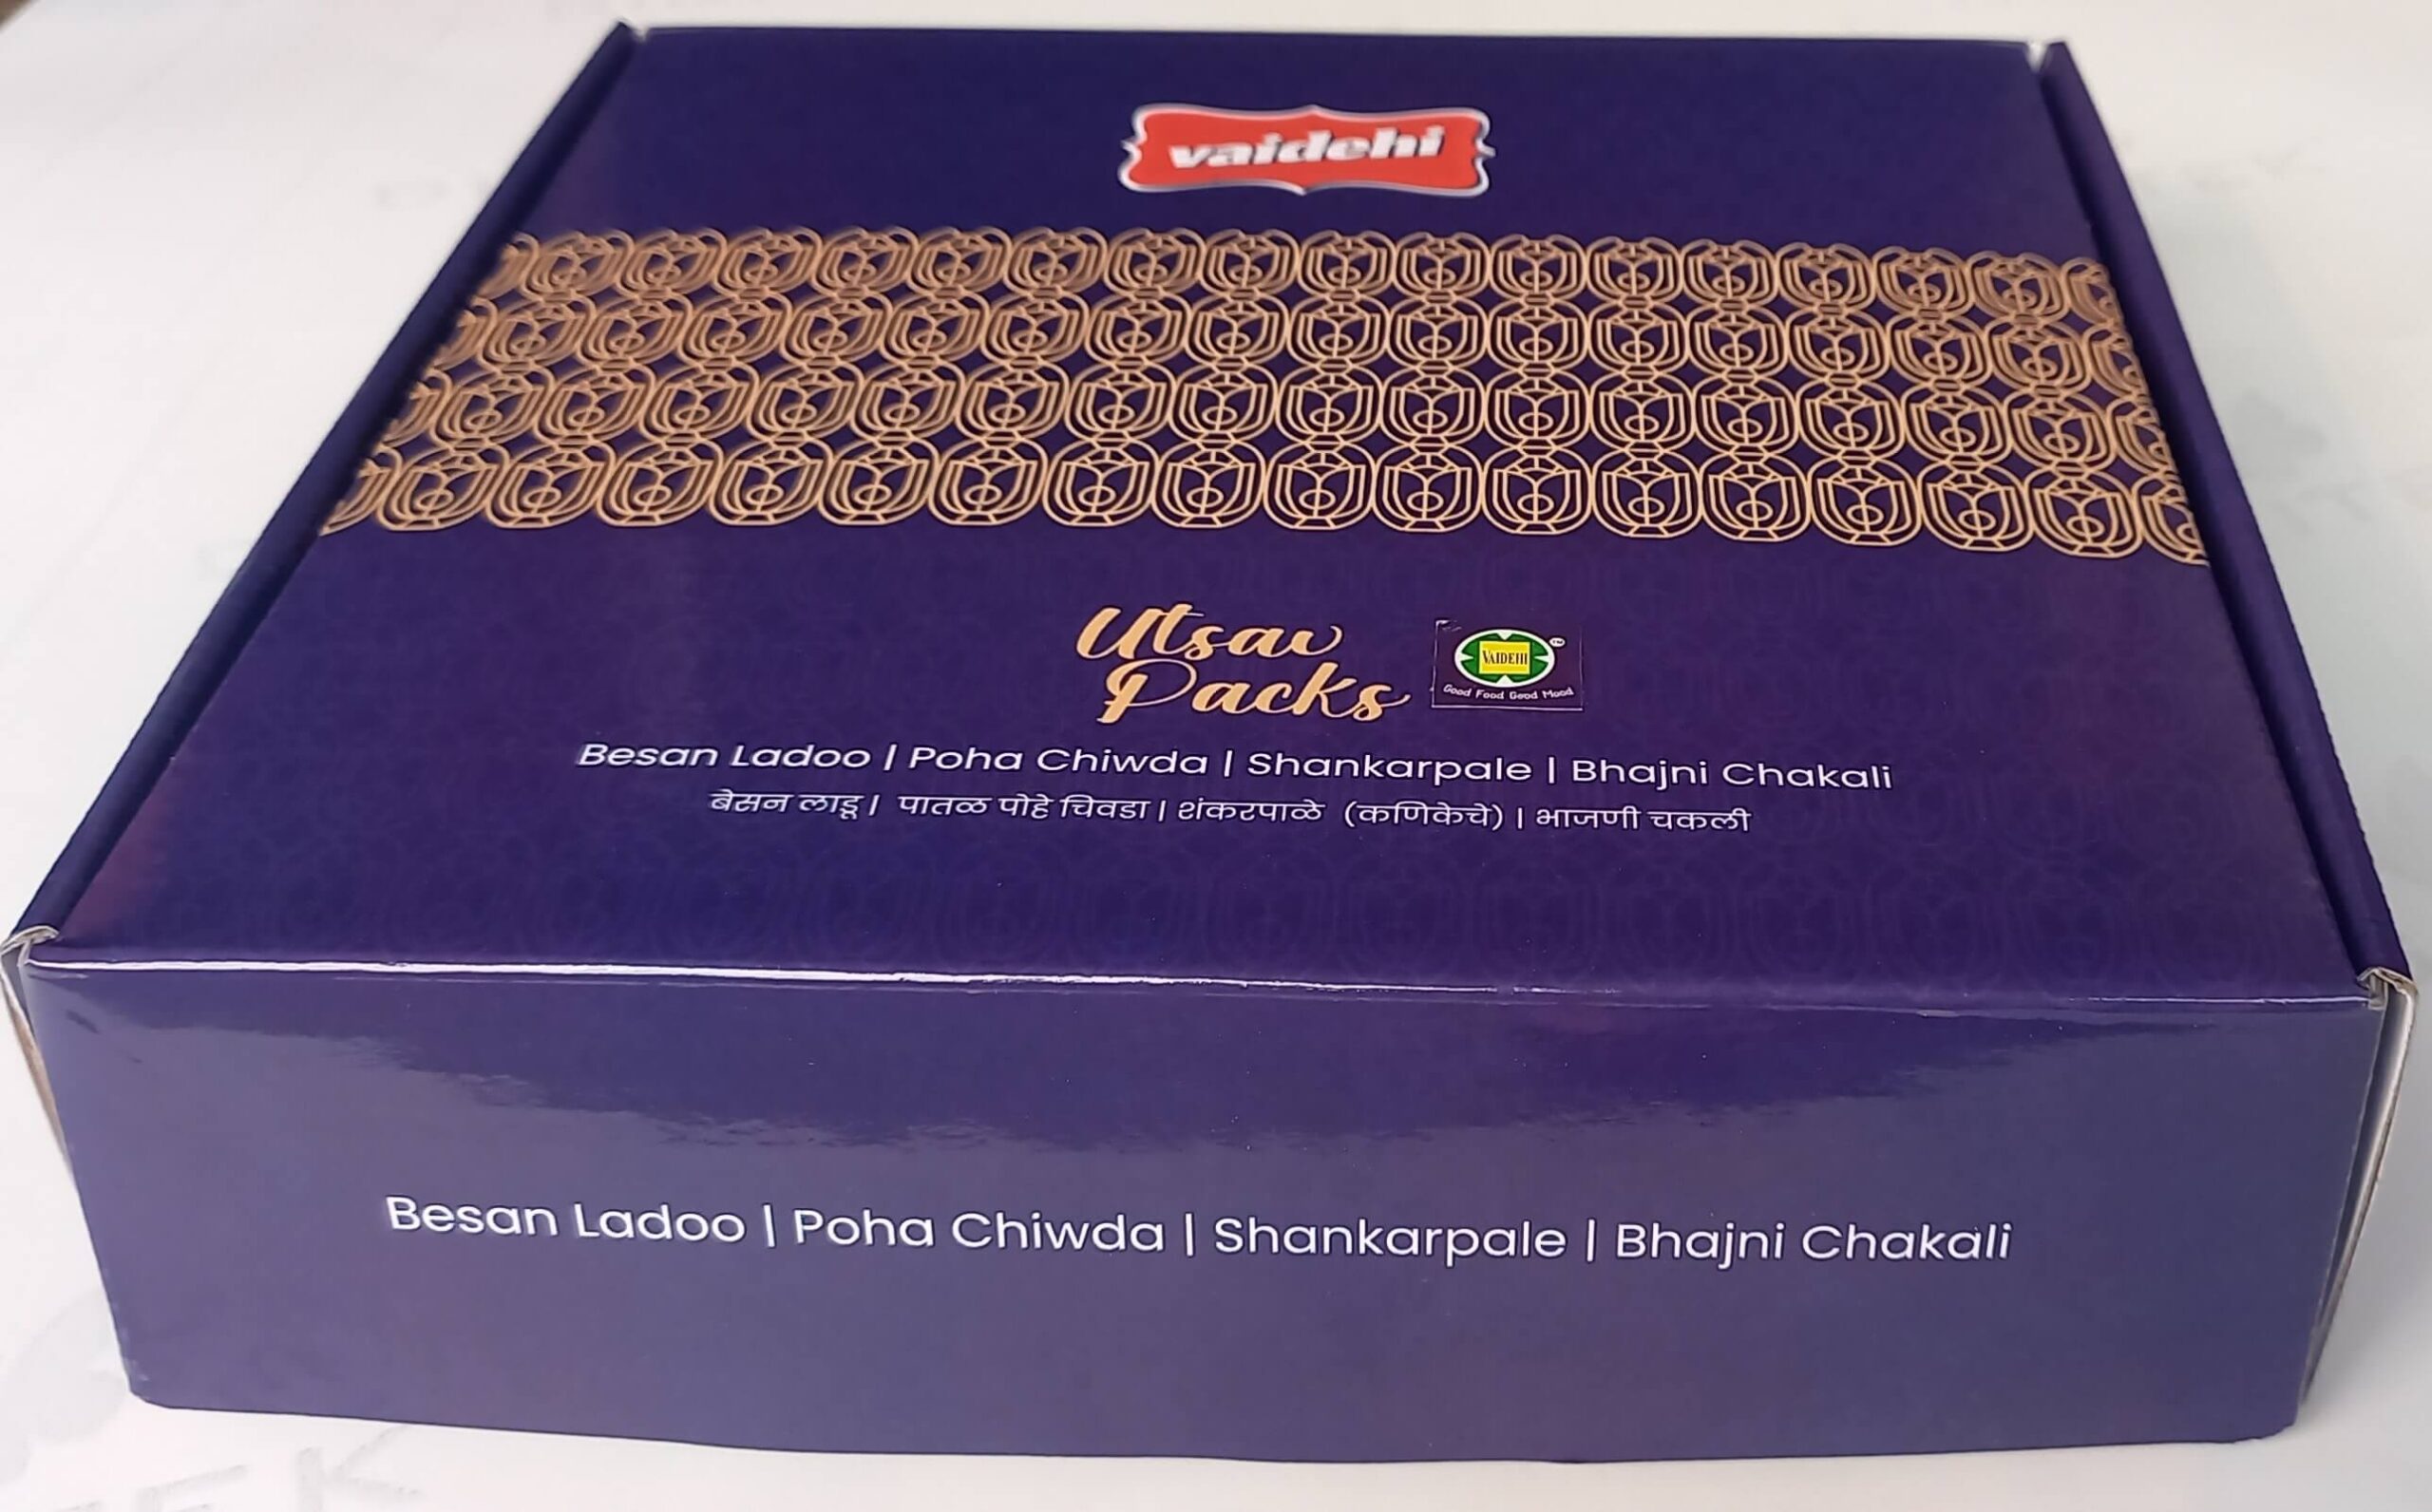 vaidehi
Utsav
Packs
VAIDEHI
TM
Good Food Good Mood
Besan Ladoo | Poha Chiwda | Shankarpale | Bhajni Chakali
बेसन लाडू | पातळ पोहे चिवडा | शंकरपाळे (कणिकेचे) | भाजणी चकली
Besan Ladoo | Poha Chiwda | Shankarpale | Bhajni Chakali